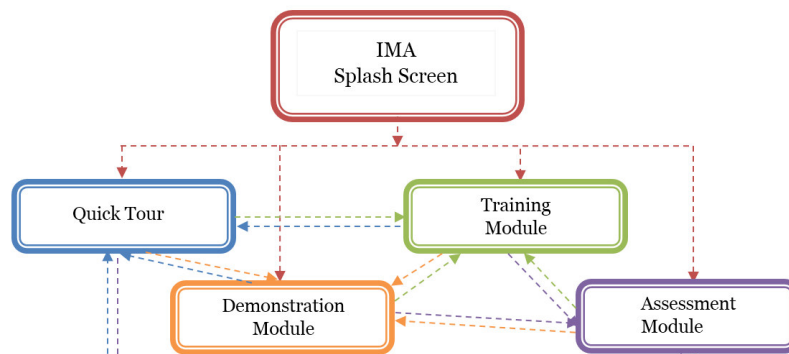 IMA
Splash Screen
Quick Tour
Training
Module
Demonstration
Module
Assessment
Module